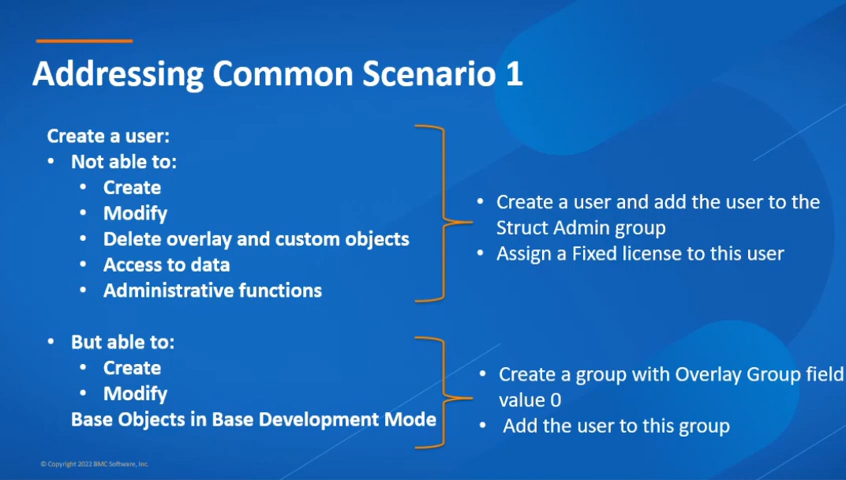 Addressing Common Scenario 1
Create a user:
• Not able to:
• Create
• Modify
• Delete overlay and custom objects
• Access to data
• Administrative functions
• Create a user and add the user to the
Struct Admin group
• Assign a Fixed license to this user
• But able to:
• Create
• Modify
Base Objects in Base Development Mode
• Create a group with Overlay Group field
value 0
• Add the user to this group
© Copyright 2022 BMC Software, Inc.